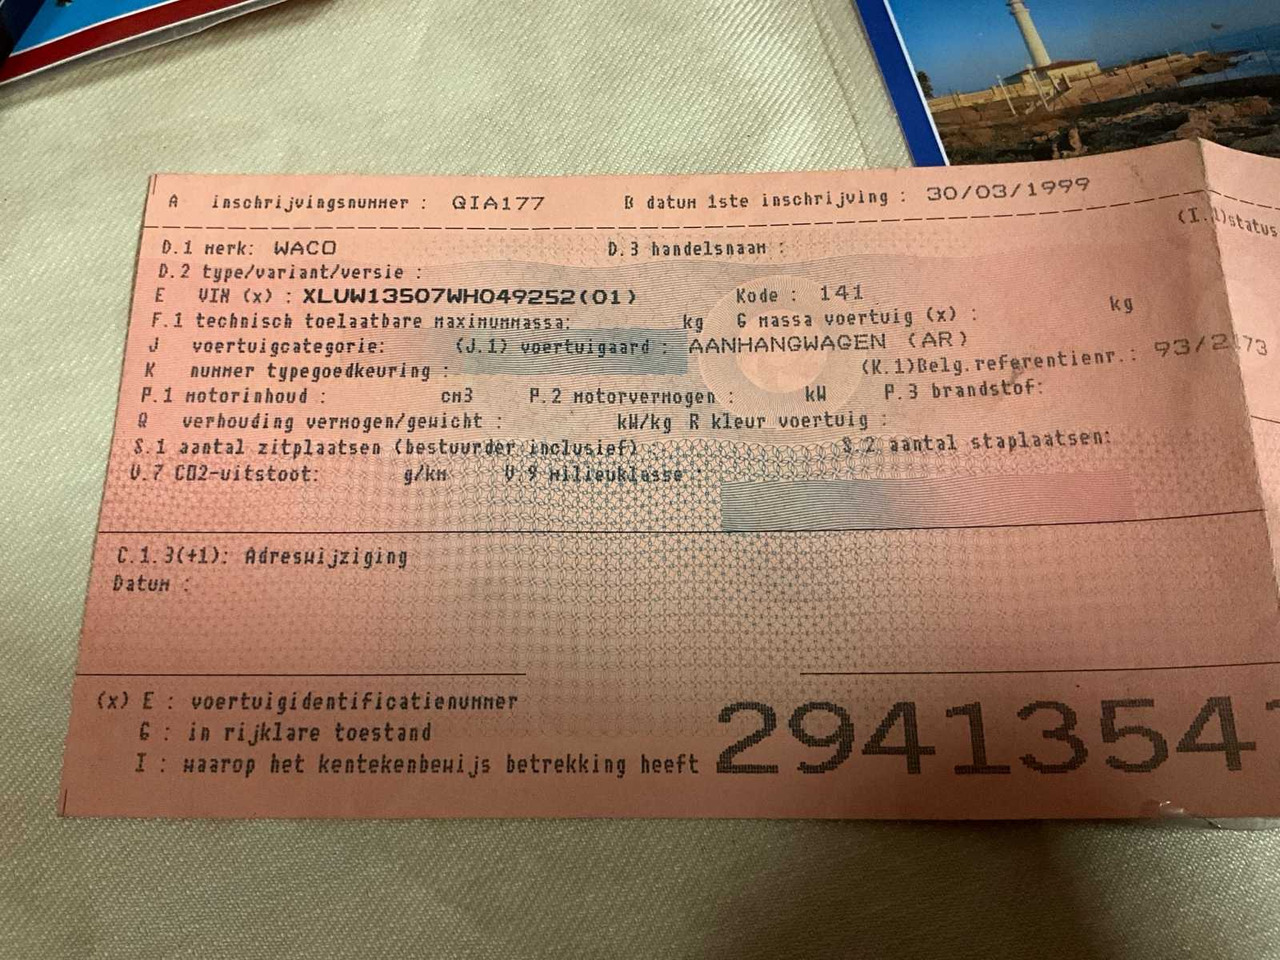 A inschrijvingsnummer : QIA177 B datum 1ste inschrijving : 30/03/1999
(I.1)status
D.1 merk: WACO D.3 handelsnaam :
D.2 type/variant/versie :
E VIN (x) : XLUW13507WH049252(01) Kode : 141
F.1 technisch toelaatbare maximummassa: kg G massa voertuig (x) : kg
J voertuigcategorie: (J.1) voertuigaard : AANHANGWAGEN (AR)
K nummer typegoedkeuring : (K.1)Belg.referentienr.: 93/2173
P.1 motorinhoud : cm3 P.2 motorvermogen : kW P.3 brandstof:
Q verhouding vermogen/gewicht : kW/kg R kleur voertuig :
S.1 aantal zitplaatsen (bestuurder inclusief) : S.2 aantal staplaatsen:
V.7 CO2-uitstoot: g/km V.9 milieuklasse :
C.1.3(+1): Adreswijziging
Datum :
(x) E : voertuigidentificatienummer
G : in rijklare toestand
I : waarop het kentekenbewijs betrekking heeft
2941354